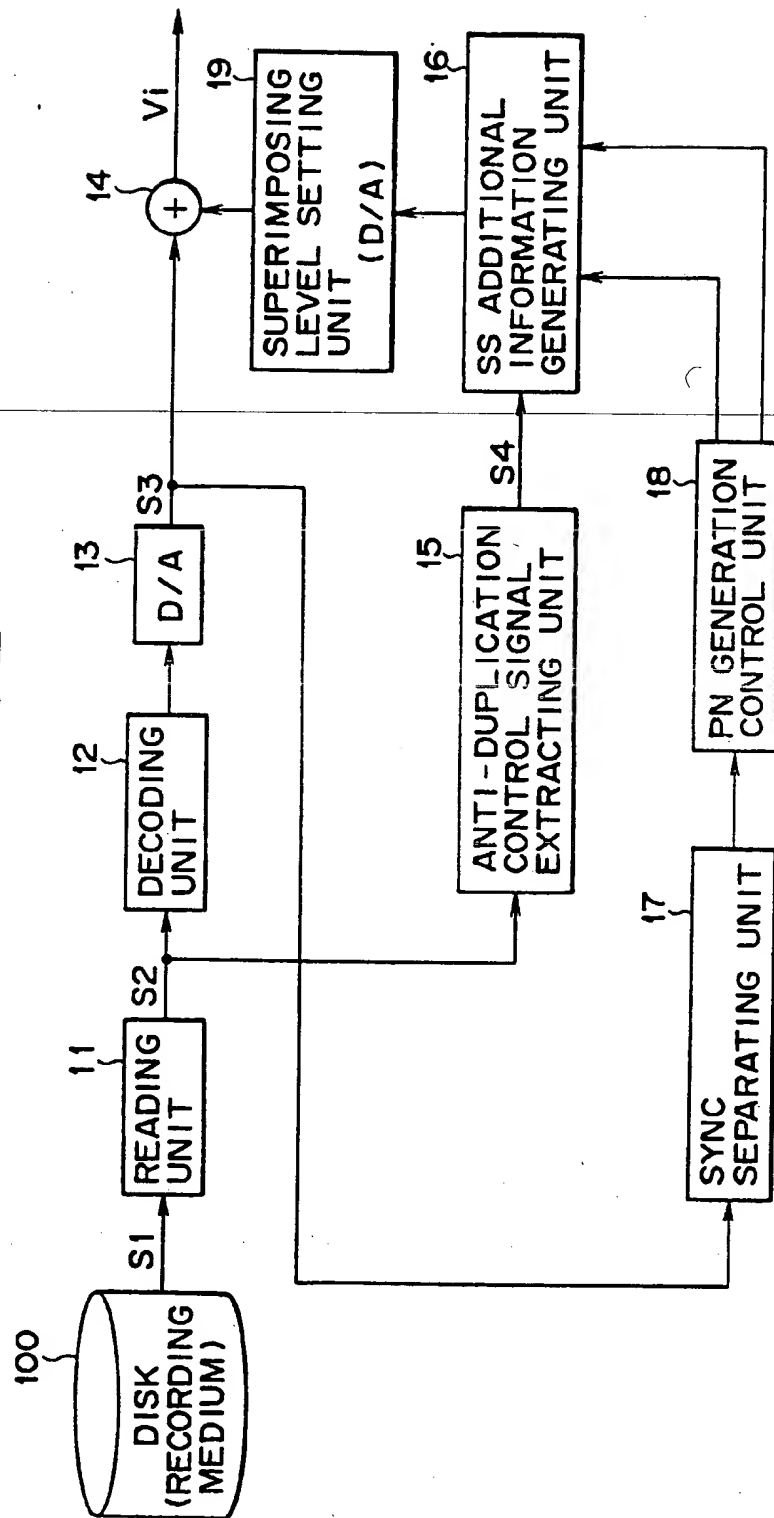 100
DISK
(RECORDING
MEDIUM)
S1
11
READING
UNIT
S2
12
DECODING
UNIT
13
D/A
S3
14
+
Vi
19
SUPERIMPOSING
LEVEL SETTING
UNIT
(D/A)
15
ANTI-DUPLICATION
CONTROL SIGNAL
EXTRACTING UNIT
S4
16
SS ADDITIONAL
INFORMATION
GENERATING UNIT
17
SYNC
SEPARATING UNIT
18
PN GENERATION
CONTROL UNIT